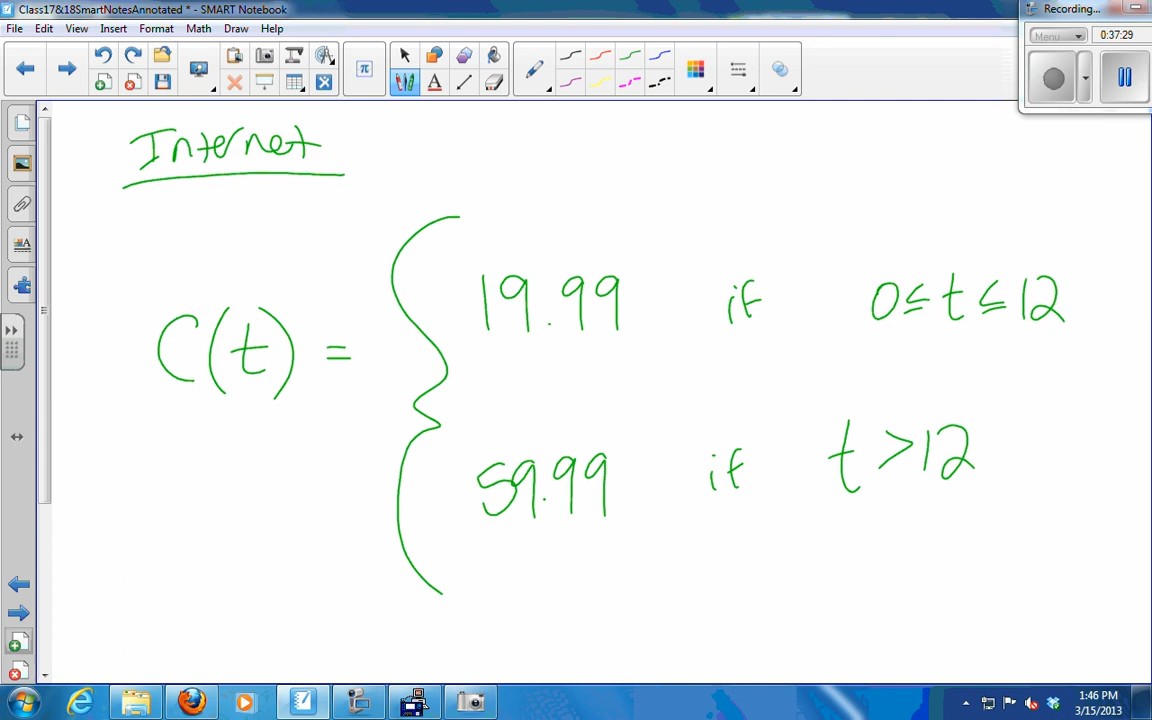 Class17&18SmartNotesAnnotated * - SMART Notebook
Recording...
File Edit View Insert Format Math Draw Help
Menu
0:37:29
π
A
Internet
C(t) =
19.99 if 0 ≤ t ≤ 12
59.99 if t > 12
1:46 PM
3/15/2013